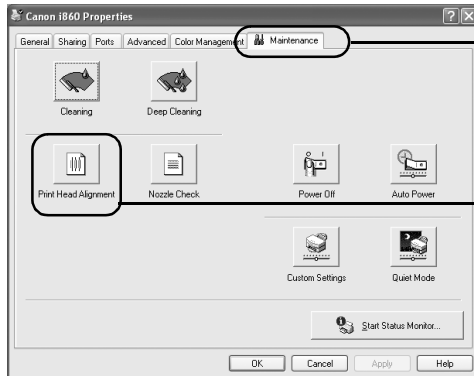 Canon i860 Properties
General Sharing Ports Advanced Color Management Maintenance
Cleaning Deep Cleaning
Print Head Alignment Nozzle Check Power Off Auto Power
Custom Settings Quiet Mode
Start Status Monitor...
OK Cancel Apply Help